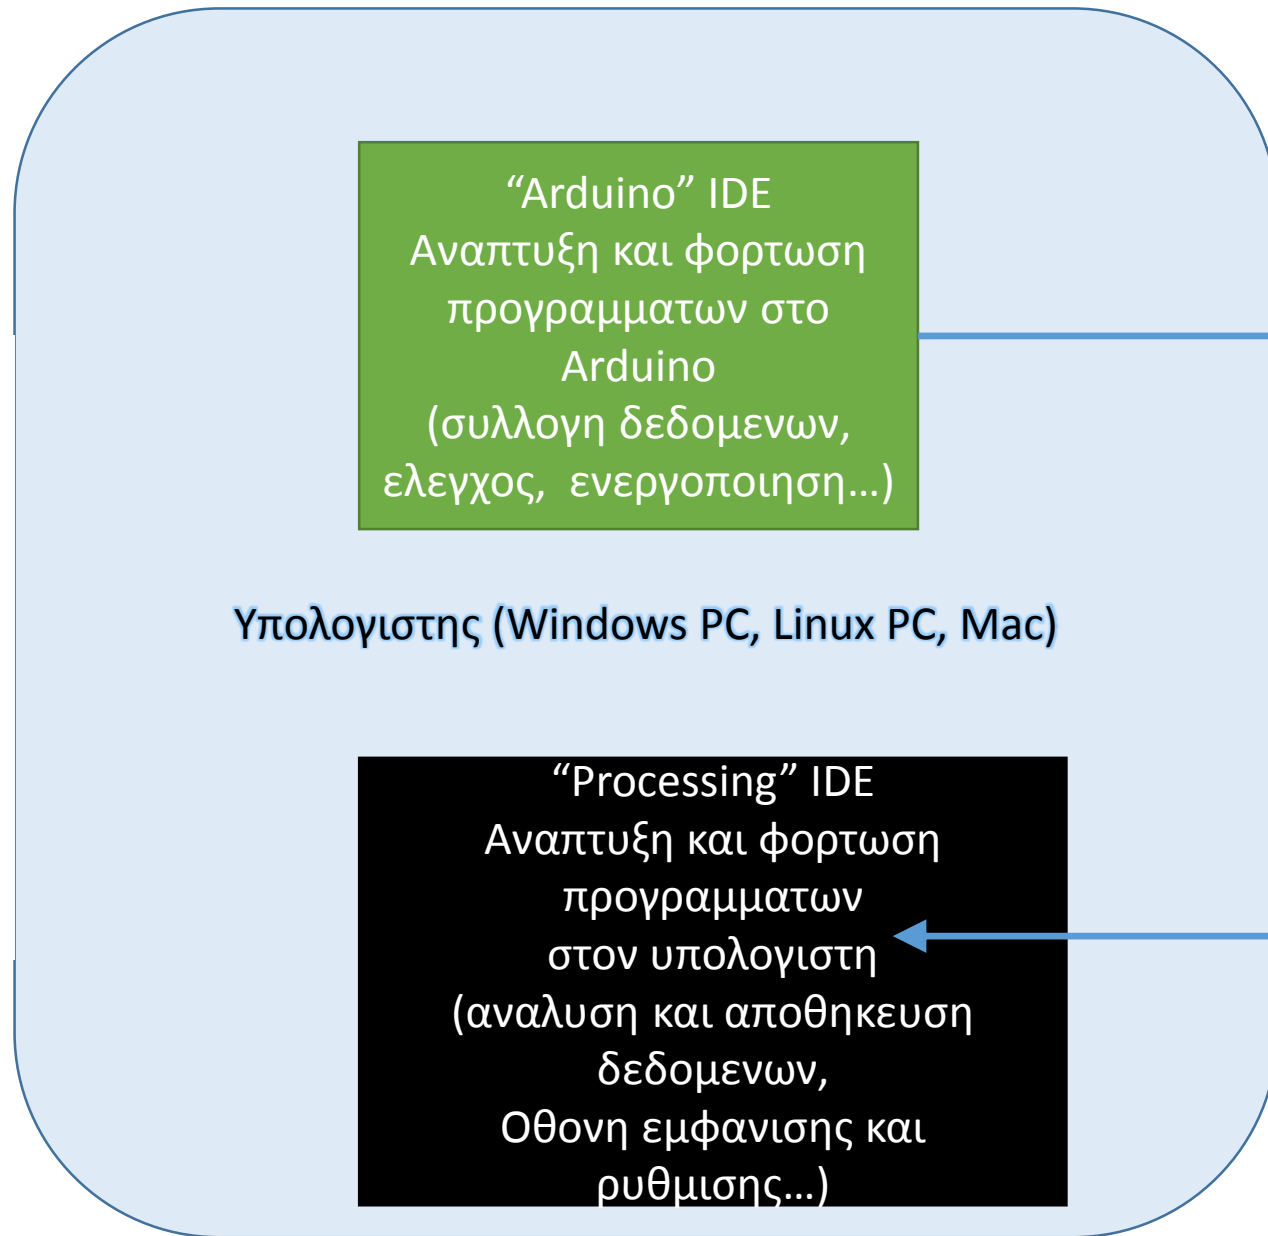 “Arduino” IDE
Αναπτυξη και φορτωση
προγραμματων στο
Arduino
(συλλογη δεδομενων,
ελεγχος,  ενεργοποιηση…)
Υπολογιστης (Windows PC, Linux PC, Mac)
“Processing” IDE
Αναπτυξη και φορτωση
προγραμματων
στον υπολογιστη
(αναλυση και αποθηκευση
δεδομενων,
Οθονη εμφανισης και
ρυθμισης…)